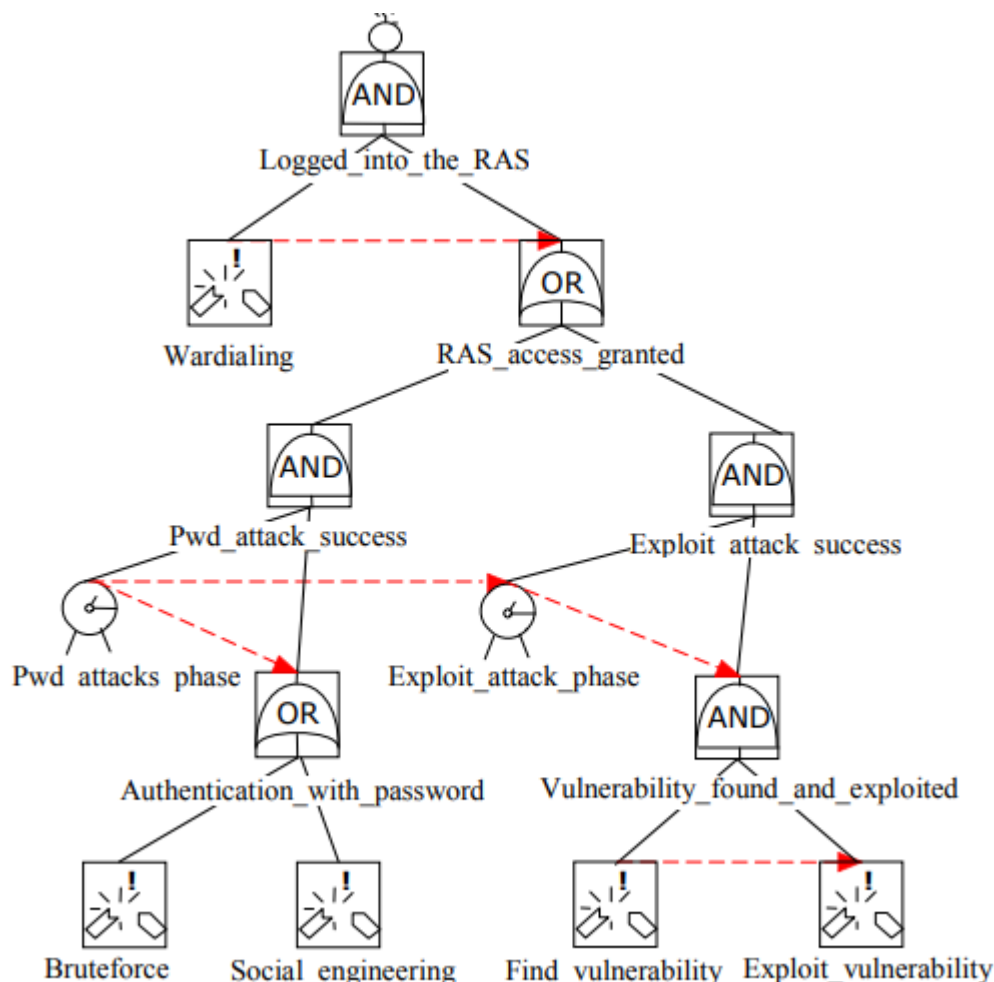 AND
Logged_into_the_RAS
!
OR
Wardialing
RAS_access_granted
AND
AND
Pwd_attack_success
Exploit attack success
Pwd attacks phase
Exploit_attack_phase
OR
AND
Authentication_with_password
Vulnerability_found_and_exploited
!
!
!
!
Bruteforce
Social engineering
Find vulnerability
Exploit_vulnerability